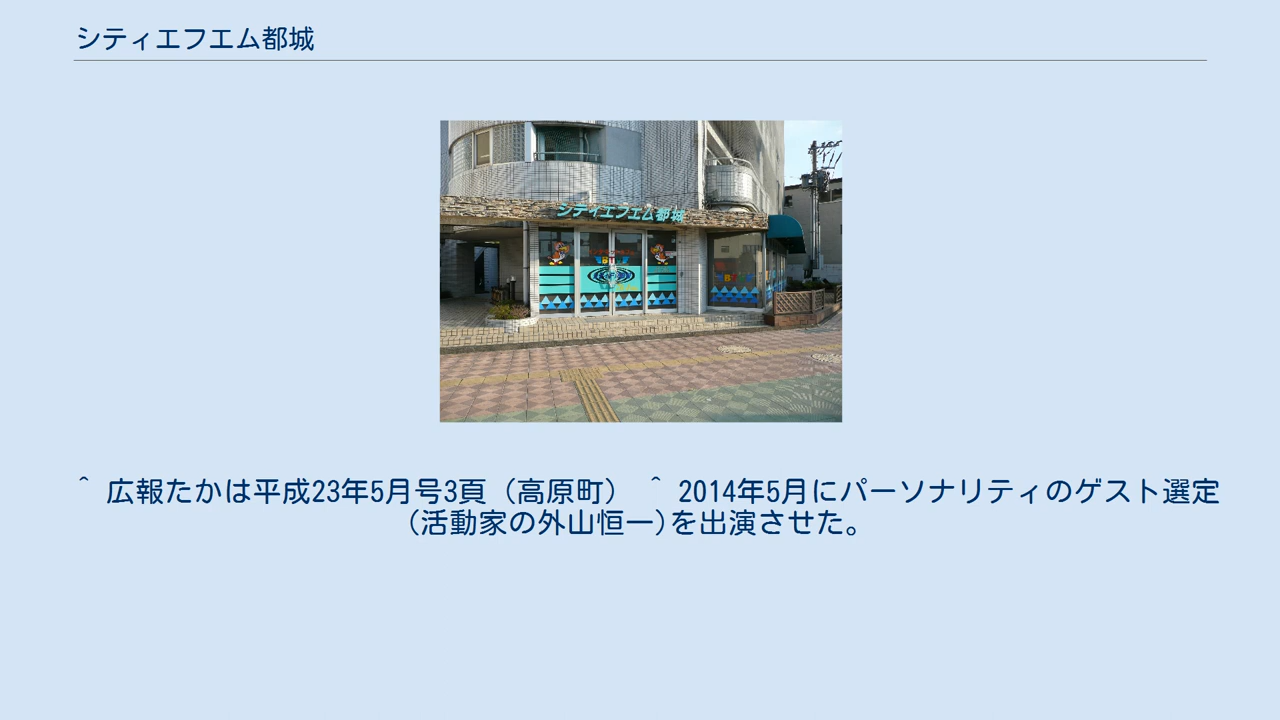 シティエフエム都城
シティエフエム都城
^ 広報たかは平成23年5月号3頁（高原町） ^ 2014年5月にパーソナリティのゲスト選定
(活動家の外山恒一)を出演させた。